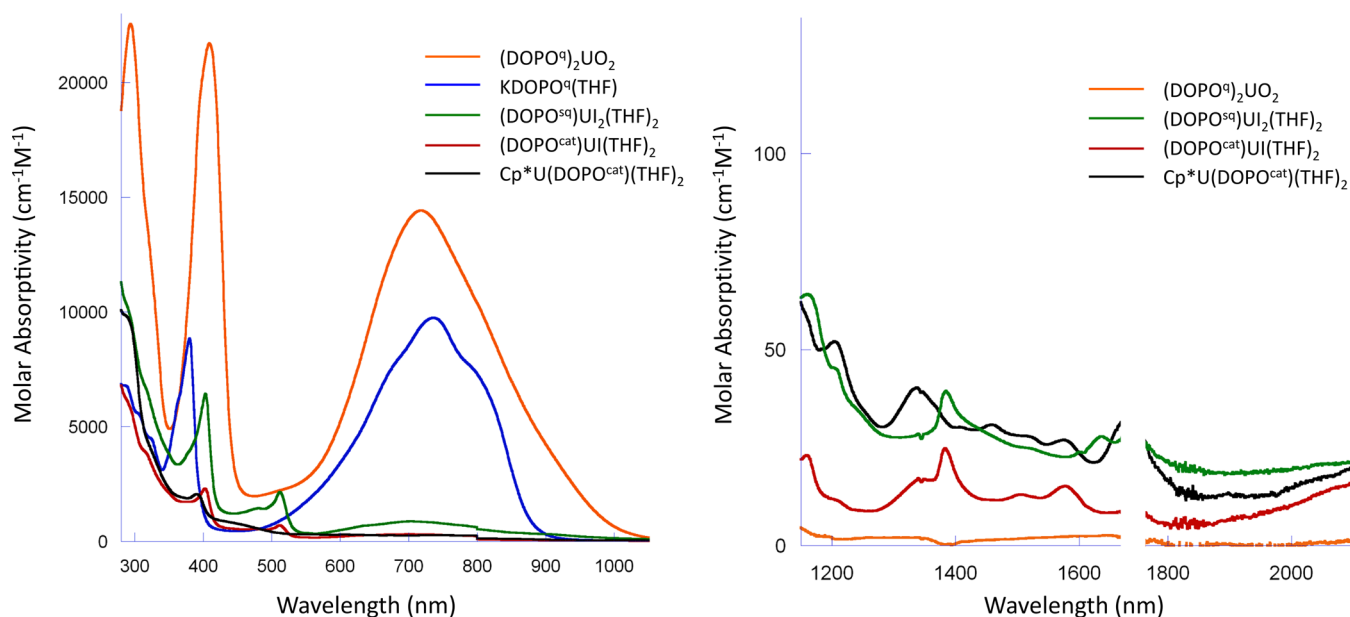 20000
15000
10000
5000
0
Molar Absorptivity (cm⁻¹M⁻¹)
300 400 500 600 700 800 900 1000
Wavelength (nm)
(DOPO^q)₂UO₂
KDOPO^q(THF)
(DOPO^sq)UI₂(THF)₂
(DOPO^cat)UI(THF)₂
Cp*U(DOPO^cat)(THF)₂
100
50
0
Molar Absorptivity (cm⁻¹M⁻¹)
1200 1400 1600 1800 2000
Wavelength (nm)
(DOPO^q)₂UO₂
(DOPO^sq)UI₂(THF)₂
(DOPO^cat)UI(THF)₂
Cp*U(DOPO^cat)(THF)₂